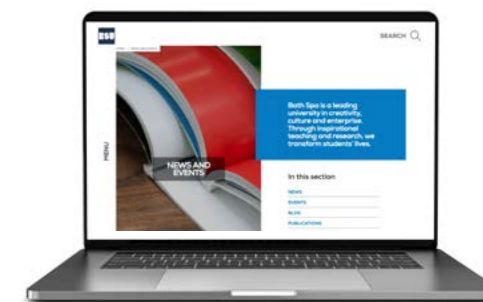 BSU
SEARCH
MENU
NEWS AND
EVENTS
Bath Spa is a leading
university in creativity,
culture and enterprise.
Through inspirational
teaching and research, we
transform students' lives.
In this section
NEWS
EVENTS
BLOG
PUBLICATIONS